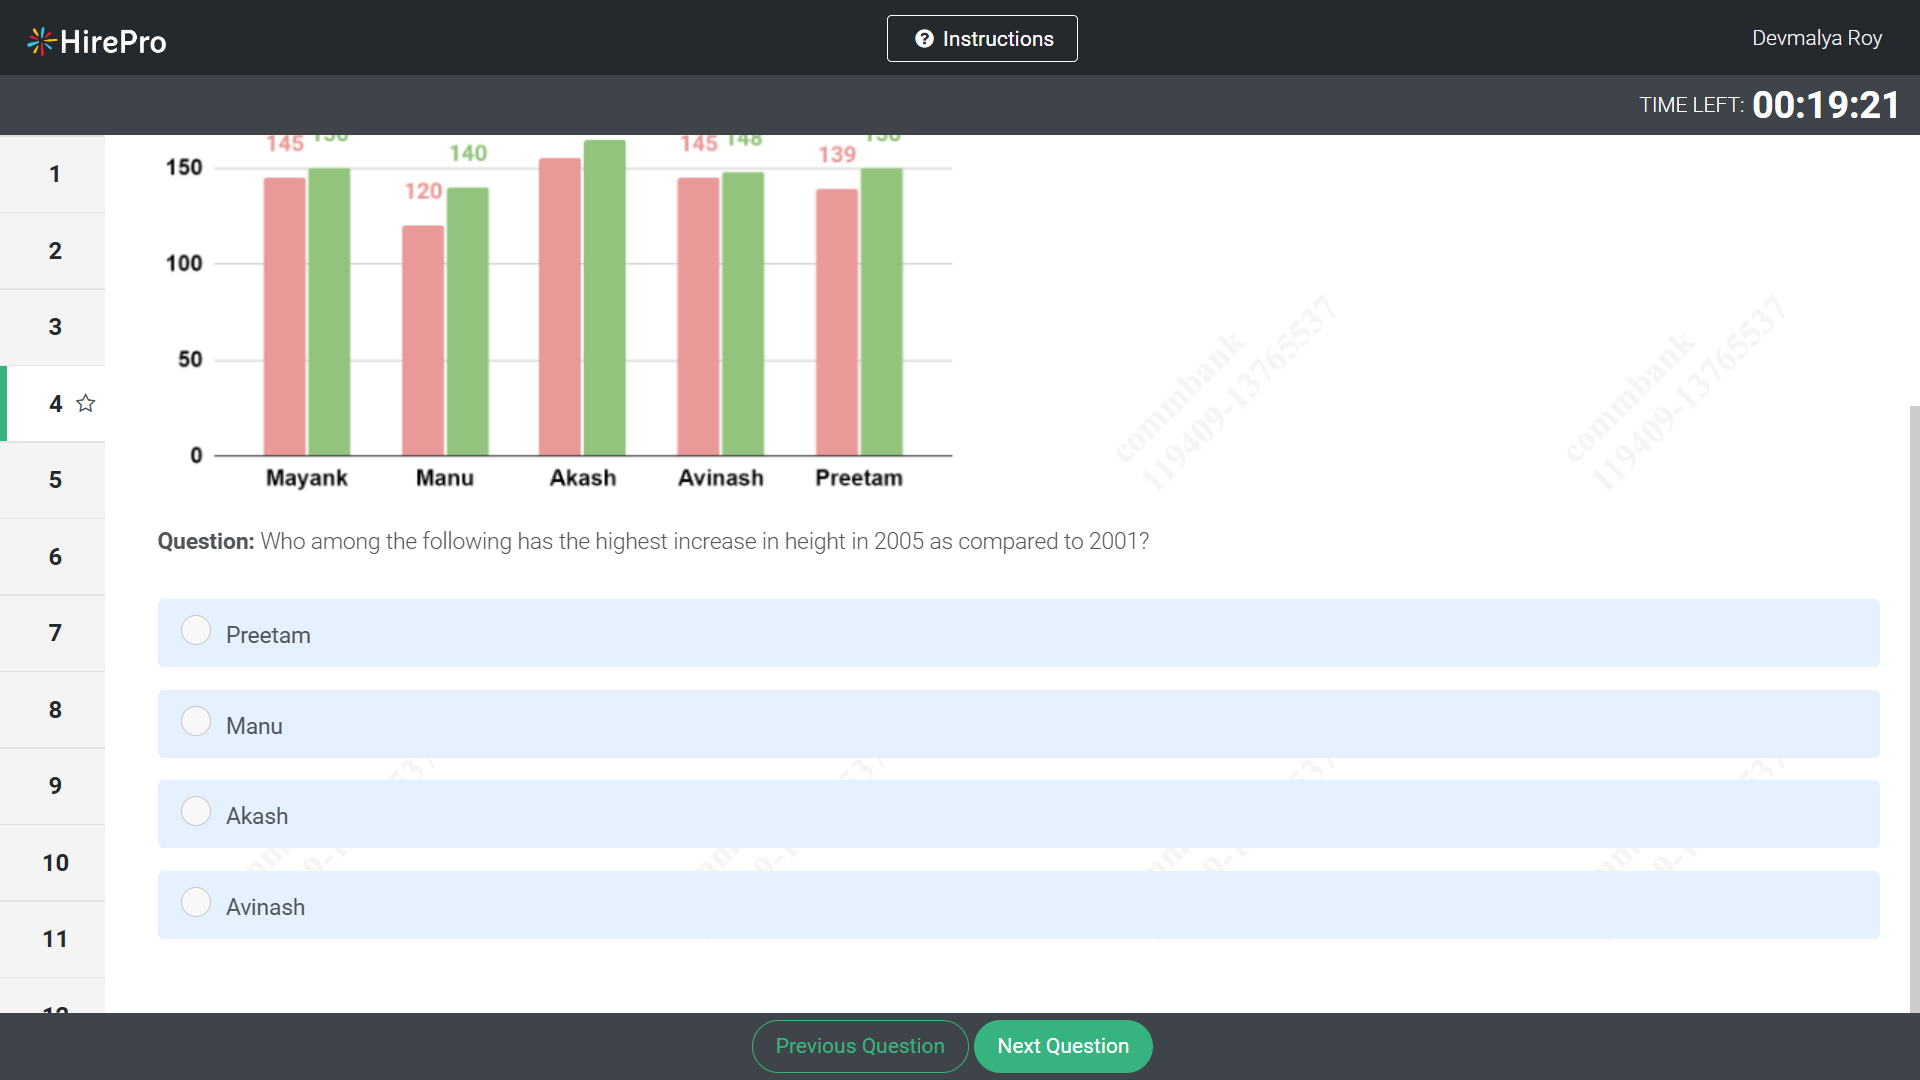 HirePro
Instructions
Devmalya Roy
TIME LEFT: 00:19:21
1
2
3
4
5
6
7
8
9
10
11
12
145 150
140
145 148
139 150
120
150
100
50
0
Mayank Manu Akash Avinash Preetam
Question: Who among the following has the highest increase in height in 2005 as compared to 2001?
Preetam
Manu
Akash
Avinash
commbank
119409-13765537
commbank
119409-13765537
Previous Question
Next Question